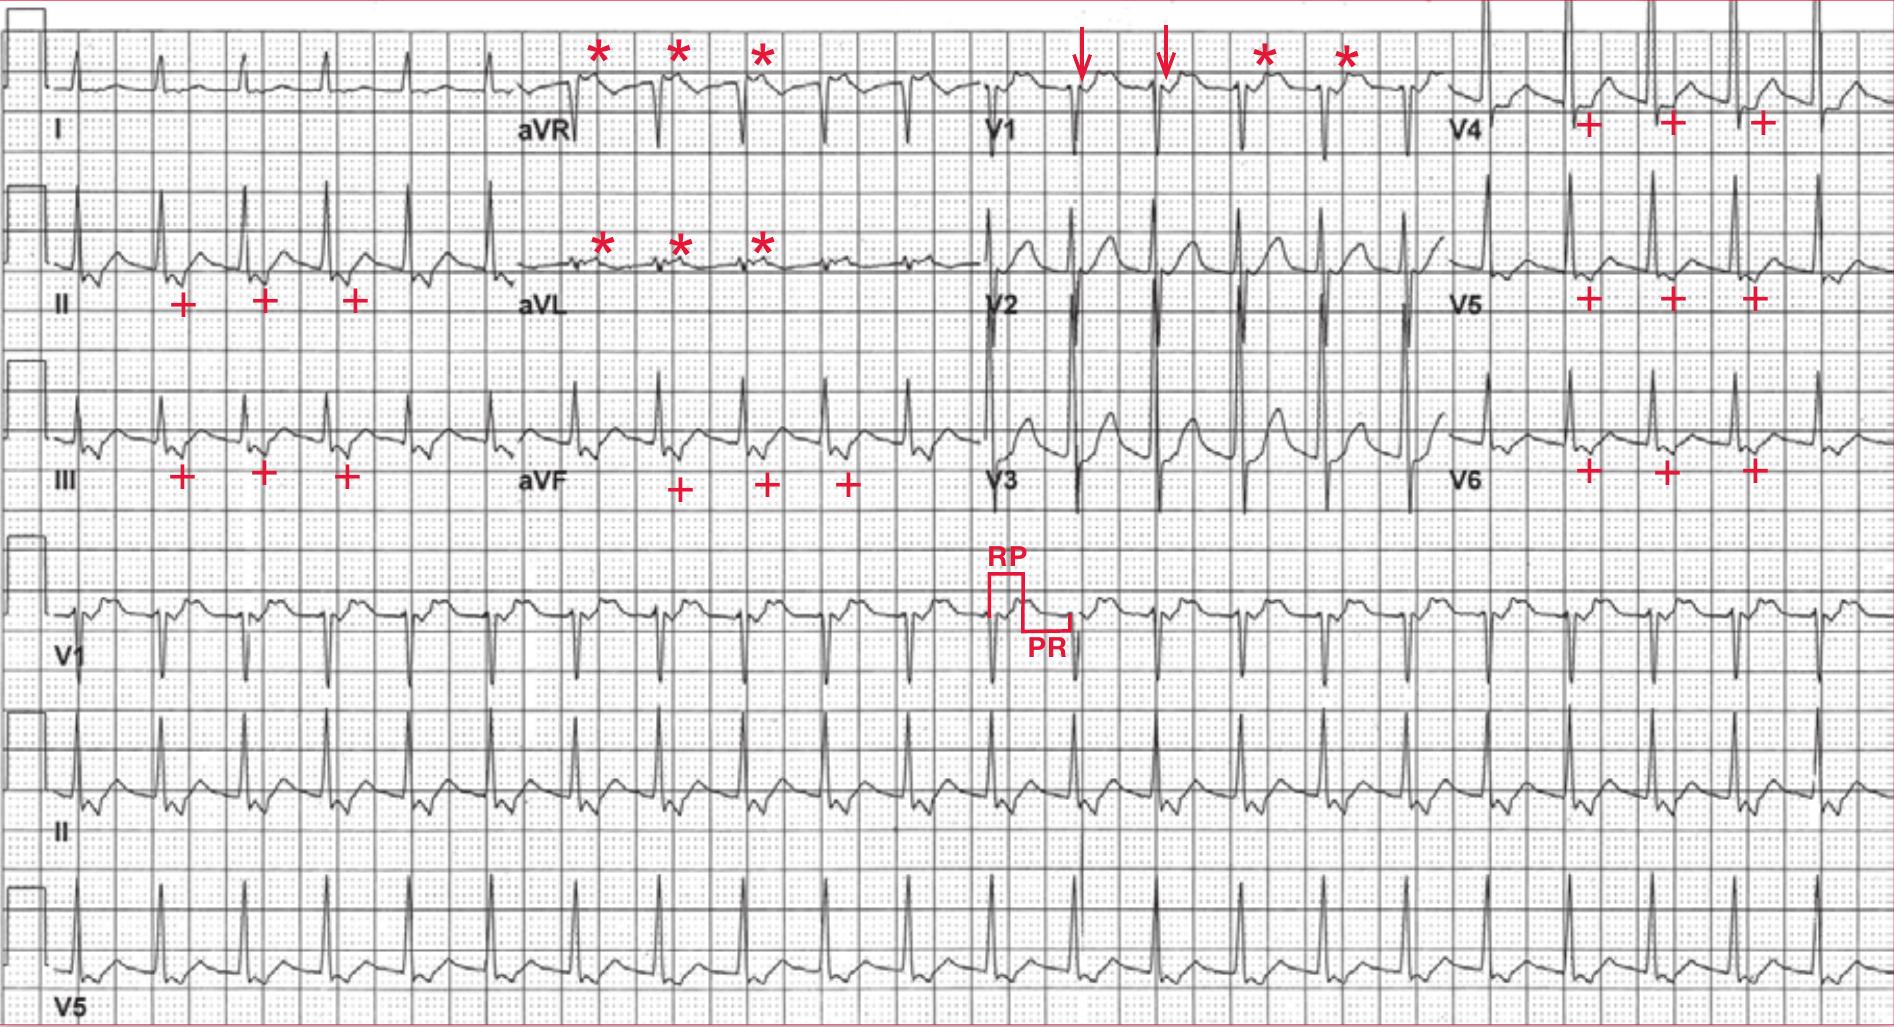 I aVR V1 V4
II aVL V2 V5
III aVF V3 V6
RP
PR
V1
II
V5